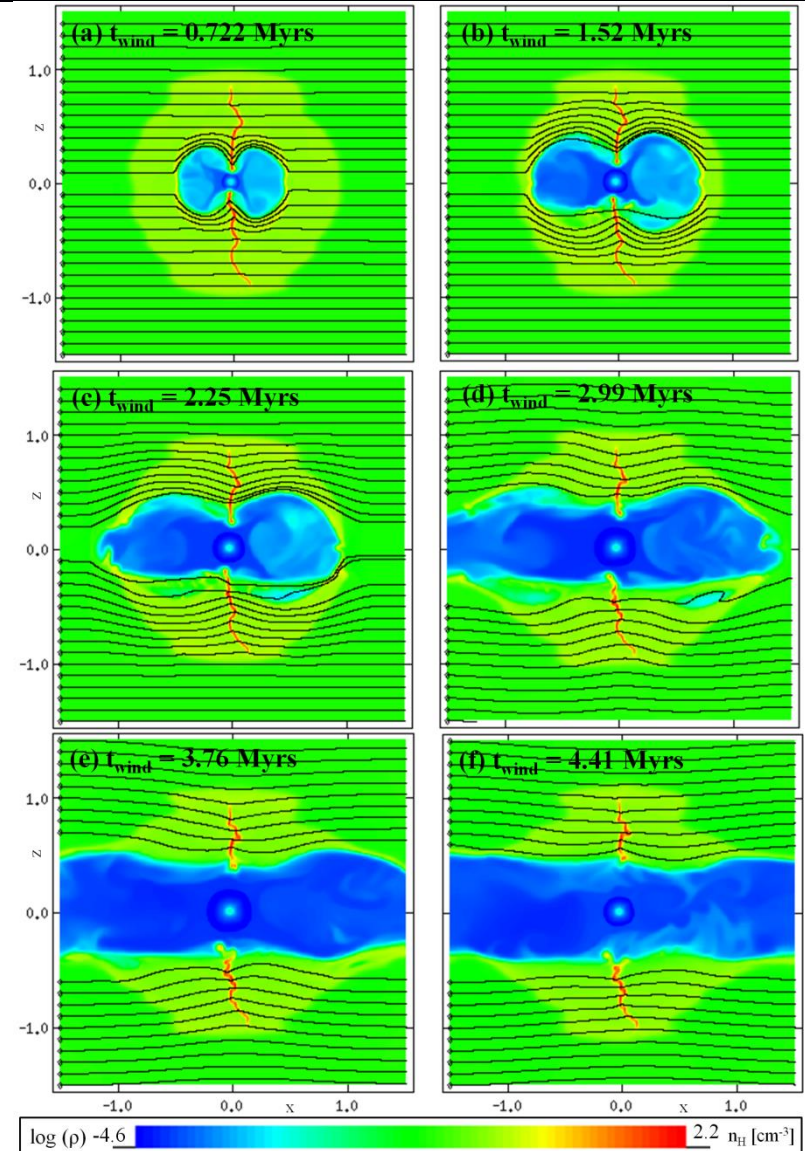 (a) t_wind = 0.722 Myrs
(b) t_wind = 1.52 Myrs
1.0
z
0.0
-1.0
(c) t_wind = 2.25 Myrs
(d) t_wind = 2.99 Myrs
1.0
z
0.0
-1.0
(e) t_wind = 3.76 Myrs
(f) t_wind = 4.41 Myrs
1.0
z
0.0
-1.0
-1.0 0.0 x 1.0
-1.0 0.0 x 1.0
log (ρ) -4.6 2.2 n_H [cm^-3]